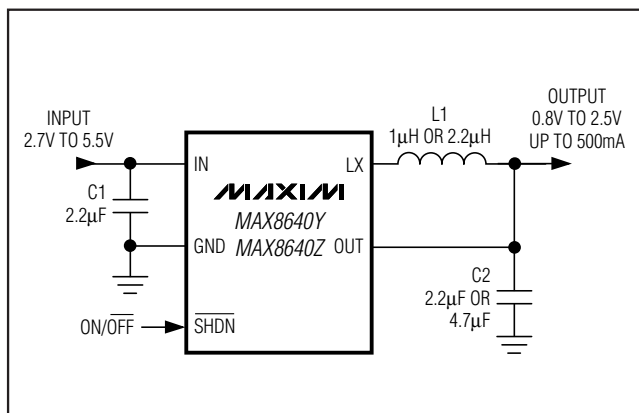 INPUT
2.7V TO 5.5V
C1
2.2μF
IN
GND
SHDN
ON/OFF
MAXIM
MAX8640Y
MAX8640Z
LX
OUT
L1
1μH OR 2.2μH
OUTPUT
0.8V TO 2.5V
UP TO 500mA
C2
2.2μF OR
4.7μF